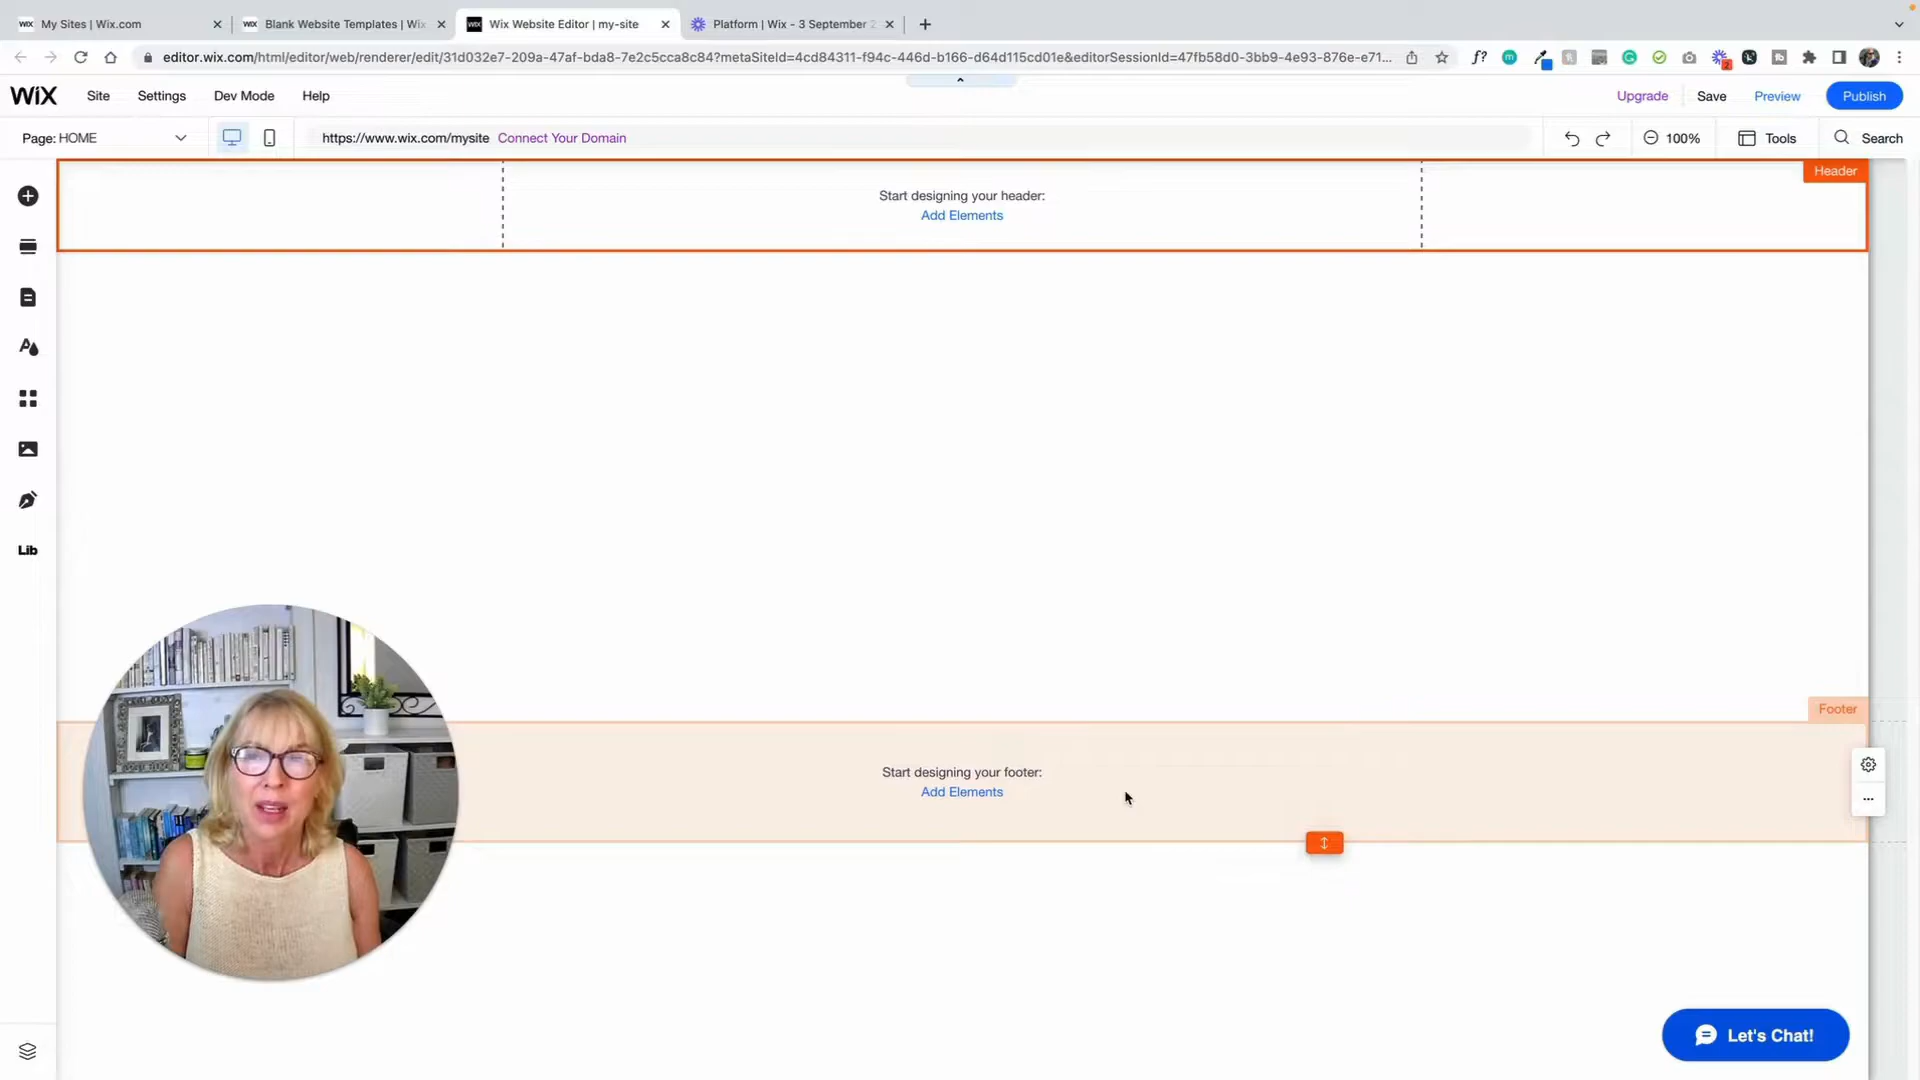 My Sites | Wix.com
Blank Website Templates | Wix
Wix Website Editor | my-site
Platform | Wix - 3 September 2
editor.wix.com/html/editor/web/renderer/edit/31d032e7-209a-47af-bda8-7e2c5cca8c84?metaSiteId=4cd84311-f94c-446d-b166-d64d115cd01e&editorSessionId=47fb58d0-3bb9-4e93-876e-e71...
WIX
Site
Settings
Dev Mode
Help
Upgrade
Save
Preview
Publish
Page: HOME
https://www.wix.com/mysite
Connect Your Domain
100%
Tools
Search
Header
Start designing your header:
Add Elements
Lib
Footer
Start designing your footer:
Add Elements
Let's Chat!